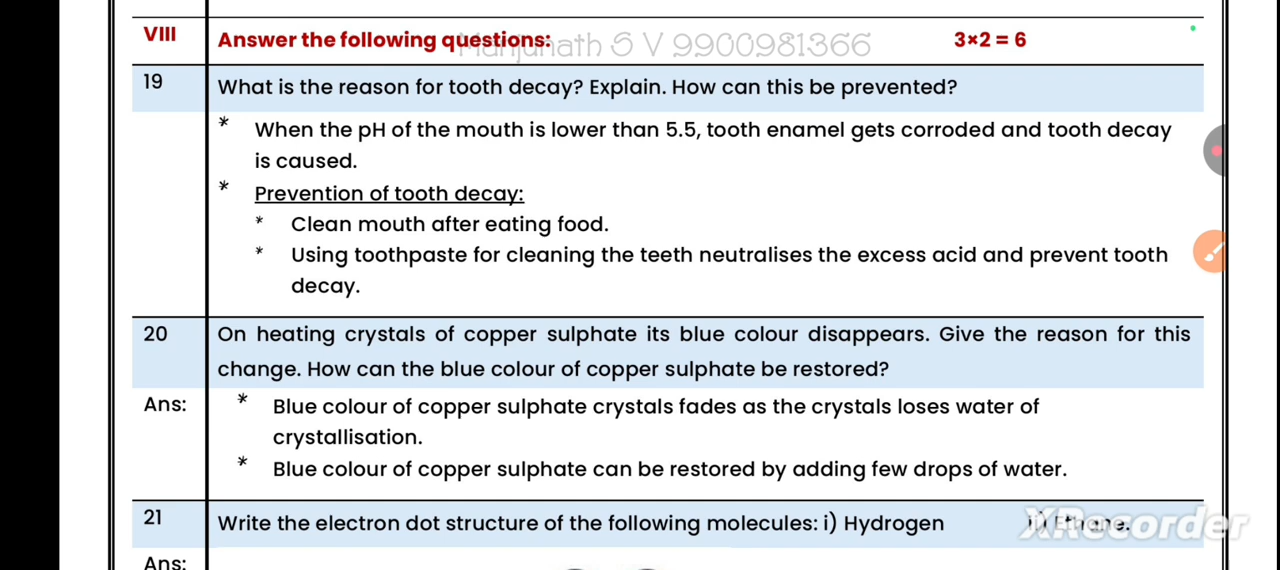 VIII Answer the following questions: 3×2 = 6
Manjunath S V 9900981366
19 What is the reason for tooth decay? Explain. How can this be prevented?
* When the pH of the mouth is lower than 5.5, tooth enamel gets corroded and tooth decay
is caused.
* Prevention of tooth decay:
* Clean mouth after eating food.
* Using toothpaste for cleaning the teeth neutralises the excess acid and prevent tooth
decay.
20 On heating crystals of copper sulphate its blue colour disappears. Give the reason for this
change. How can the blue colour of copper sulphate be restored?
Ans: * Blue colour of copper sulphate crystals fades as the crystals loses water of
crystallisation.
* Blue colour of copper sulphate can be restored by adding few drops of water.
21 Write the electron dot structure of the following molecules: i) Hydrogen ii) Ethane.
XRecorder
Ans: